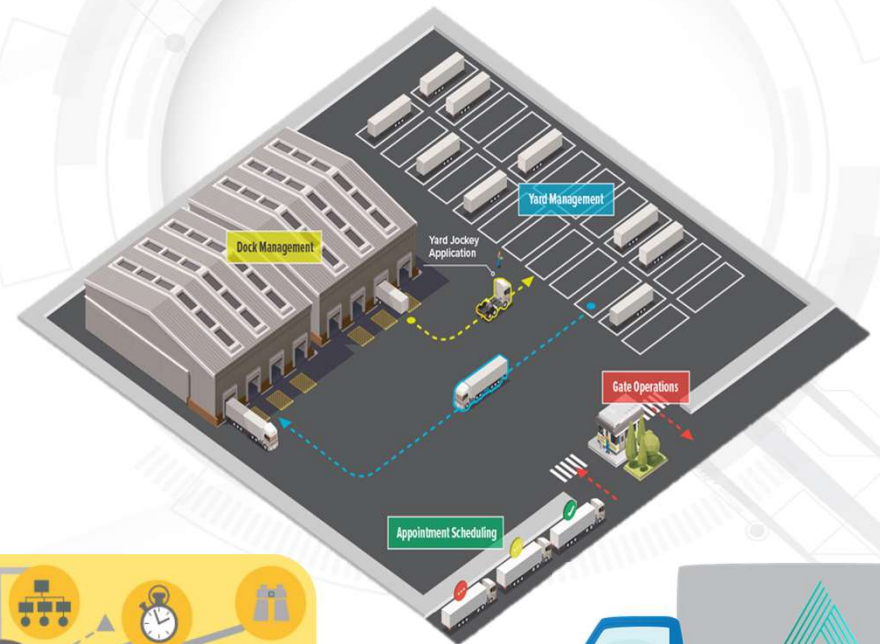 Yard Management
Dock Management
Yard Jockey
Application
Gate Operations
Appointment Scheduling